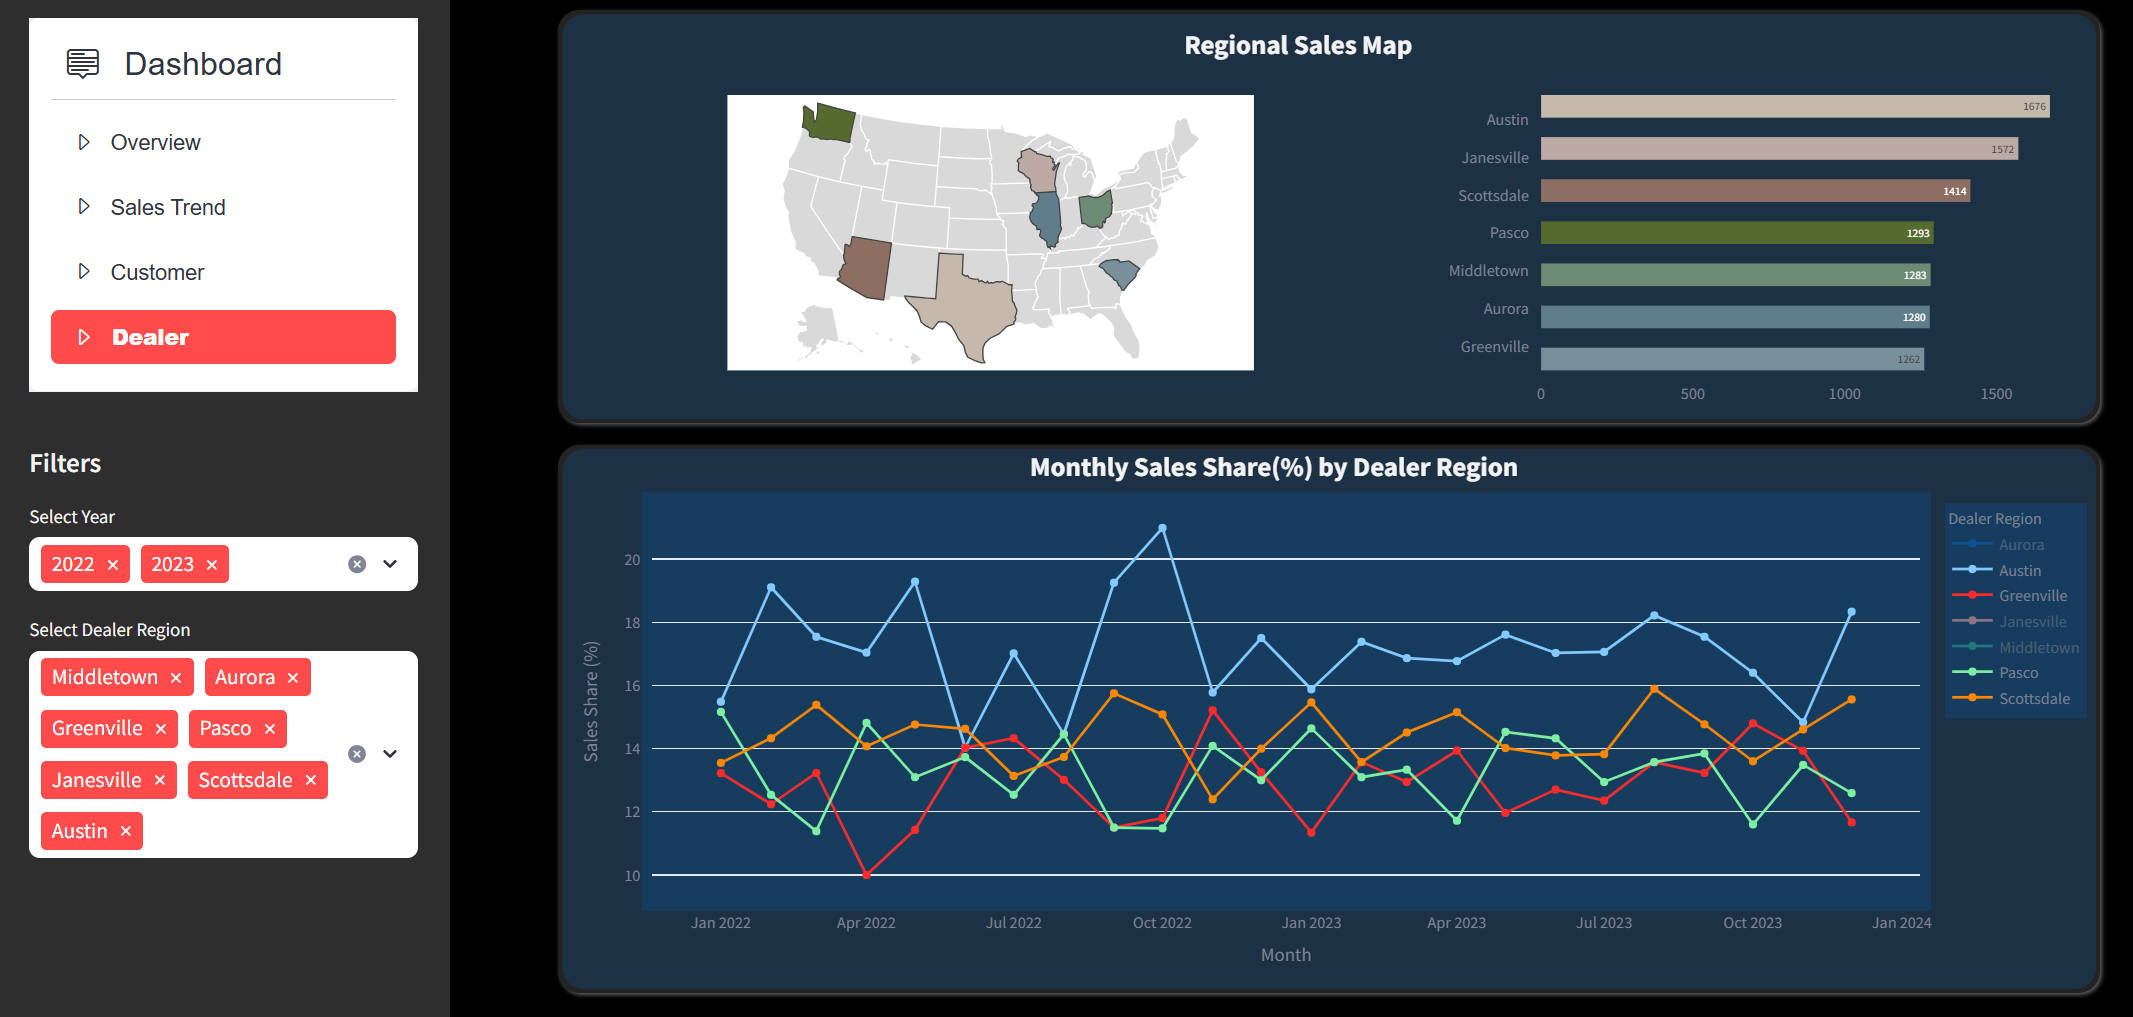 Dashboard
Overview
Sales Trend
Customer
Dealer
Filters
Select Year
2022 × 2023 ×
Select Dealer Region
Middletown × Aurora ×
Greenville × Pasco ×
Janesville × Scottsdale ×
Austin ×
Regional Sales Map
Austin 1676
Janesville 1572
Scottsdale 1414
Pasco 1293
Middletown 1283
Aurora 1280
Greenville 1262
0 500 1000 1500
Monthly Sales Share(%) by Dealer Region
Sales Share (%)
20
18
16
14
12
10
Jan 2022 Apr 2022 Jul 2022 Oct 2022 Jan 2023 Apr 2023 Jul 2023 Oct 2023 Jan 2024
Month
Dealer Region
Aurora
Austin
Greenville
Janesville
Middletown
Pasco
Scottsdale